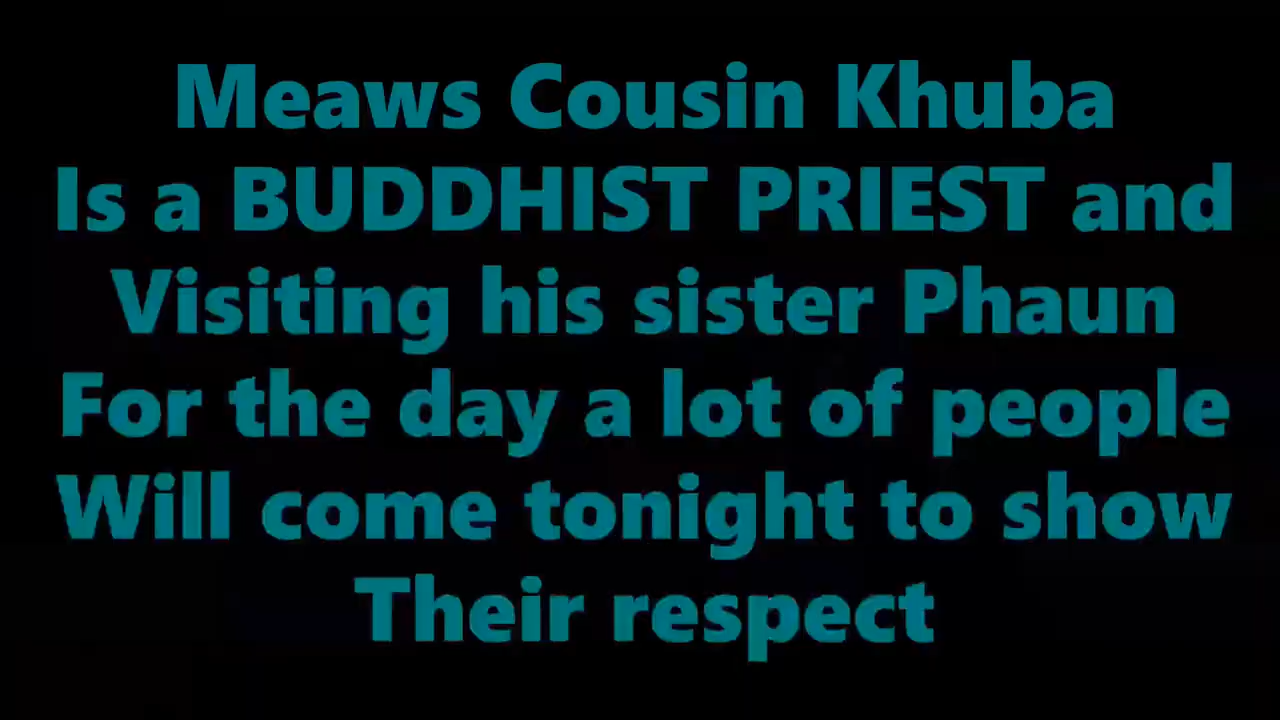 Meaws Cousin Khuba
Is a BUDDHIST PRIEST and
Visiting his sister Phaun
For the day a lot of people
Will come tonight to show
Their respect